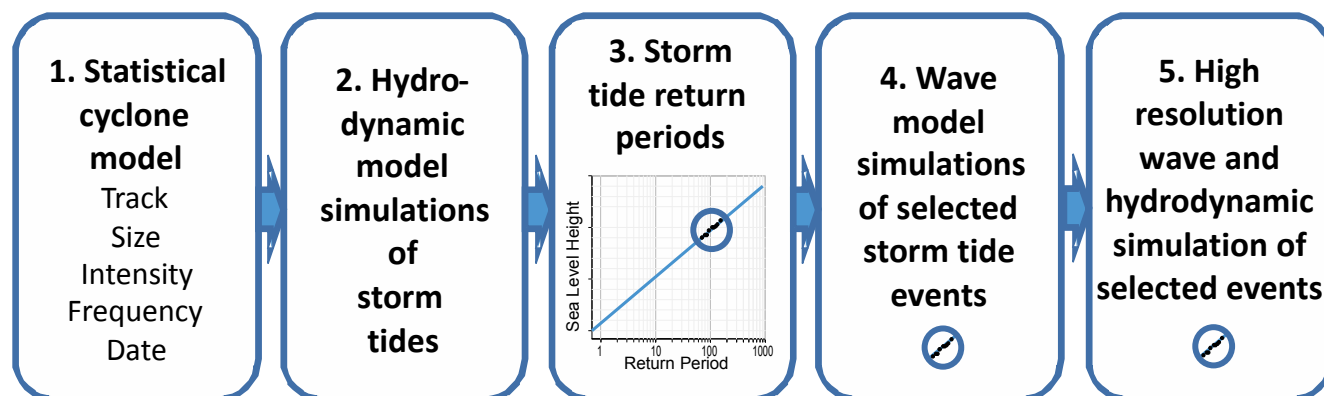 1. Statistical
cyclone
model
Track
Size
Intensity
Frequency
Date
2. Hydro-
dynamic
model
simulations
of
storm
tides
3. Storm
tide return
periods
Sea Level Height
1 10 100 1000
Return Period
4. Wave
model
simulations
of selected
storm tide
events
5. High
resolution
wave and
hydrodynamic
simulation of
selected events